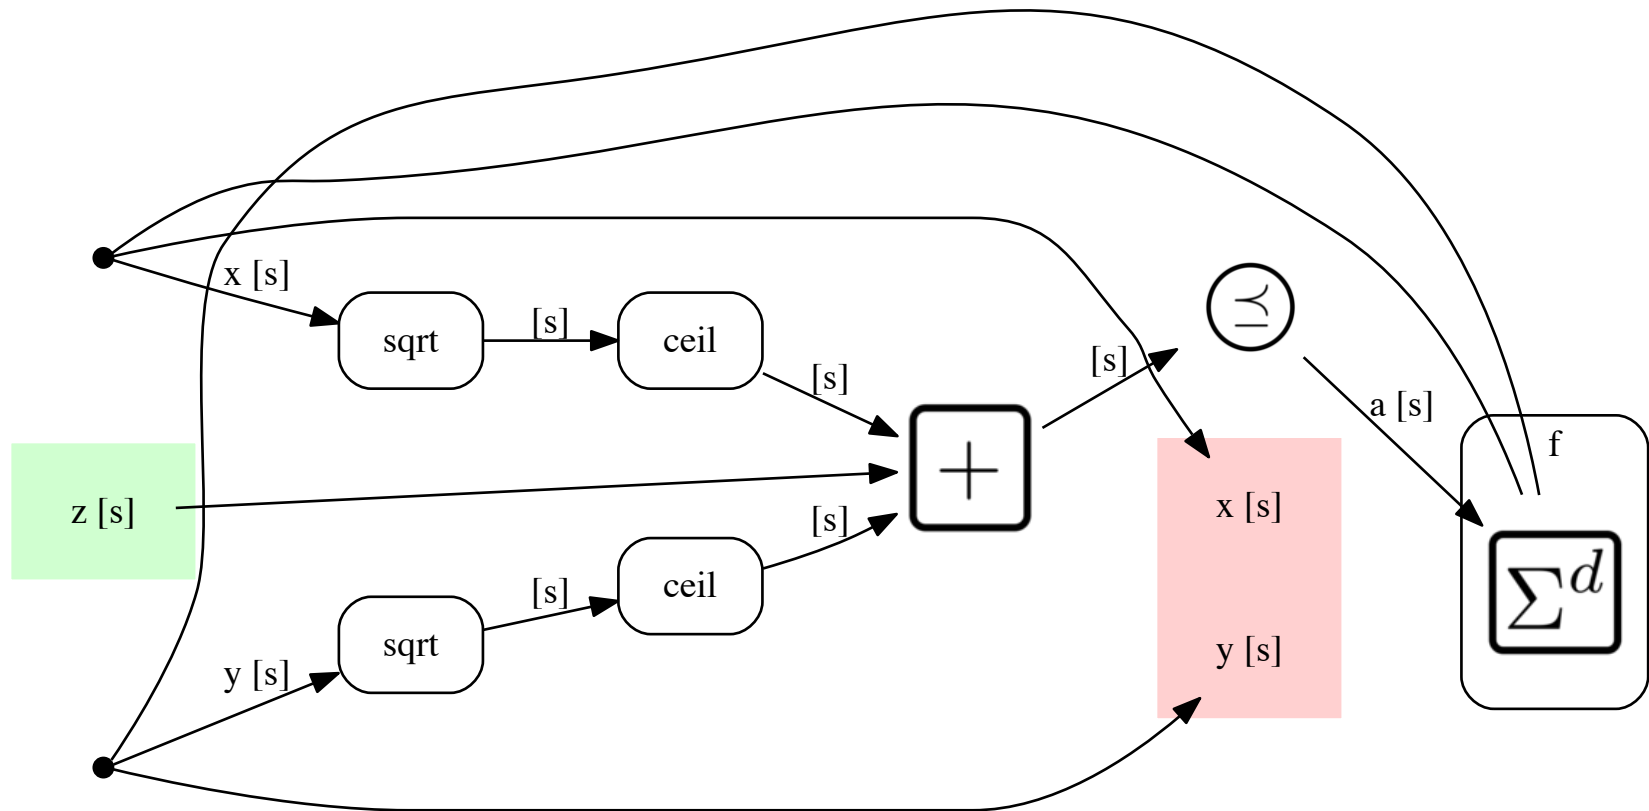 x [s]
sqrt
[s]
ceil
[s]
z [s]
+
[s]
⪯
a [s]
f
∑d
x [s]
y [s]
[s]
ceil
[s]
sqrt
y [s]